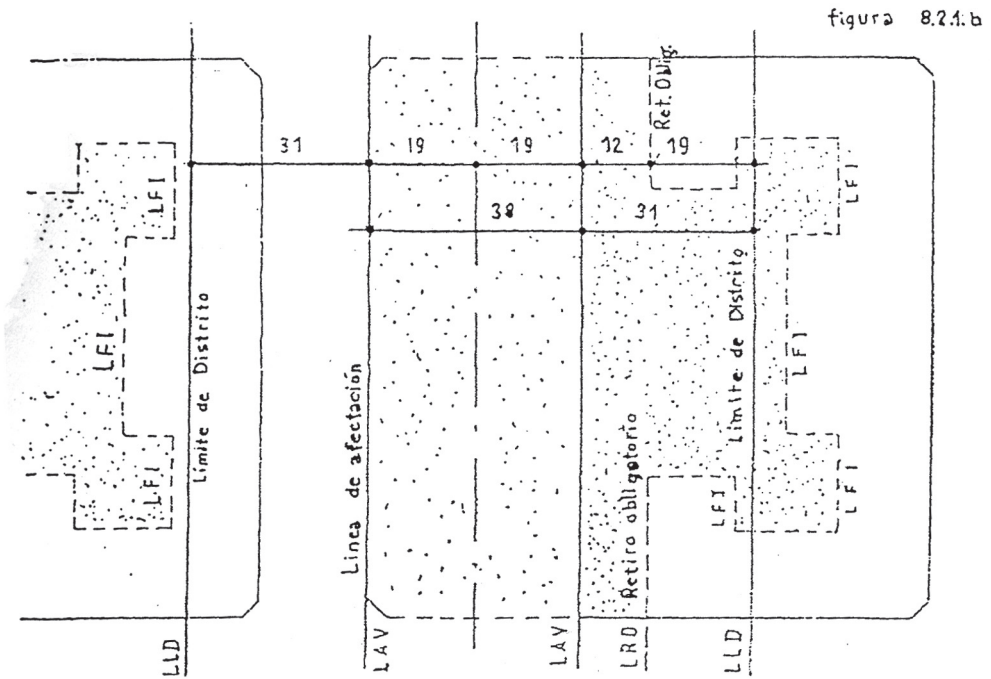 figura 8.2.1.b
Ret. Oblig.
31
19
19
12
19
LFI
LFI
38
31
Límite de Distrito
Línea de afectación
Límite de Distrito
LFI
LFI
Retiro obligatorio
LFI
LFI
LFI
LLD
LAV
LAV
LRO
LLD